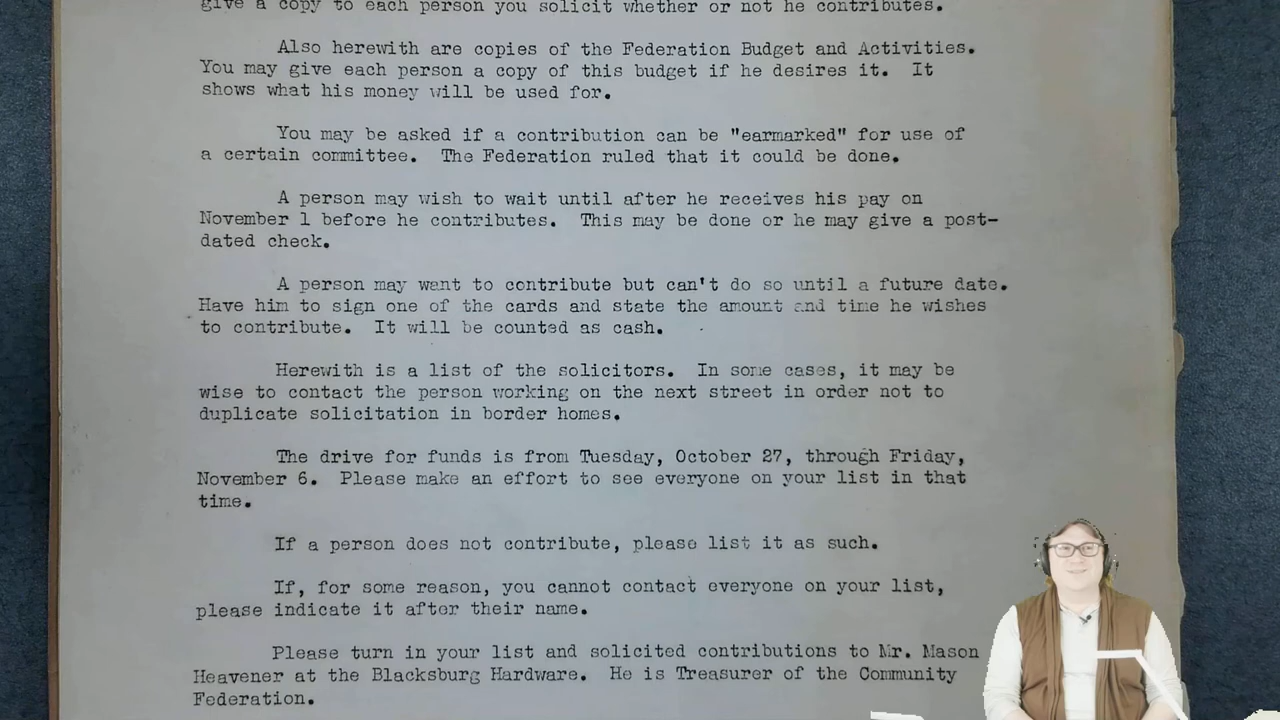 give a copy to each person you solicit whether or not he contributes.
Also herewith are copies of the Federation Budget and Activities.
You may give each person a copy of this budget if he desires it. It
shows what his money will be used for.
You may be asked if a contribution can be "earmarked" for use of
a certain committee. The Federation ruled that it could be done.
A person may wish to wait until after he receives his pay on
November 1 before he contributes. This may be done or he may give a post-
dated check.
A person may want to contribute but can't do so until a future date.
Have him to sign one of the cards and state the amount and time he wishes
to contribute. It will be counted as cash.
Herewith is a list of the solicitors. In some cases, it may be
wise to contact the person working on the next street in order not to
duplicate solicitation in border homes.
The drive for funds is from Tuesday, October 27, through Friday,
November 6. Please make an effort to see everyone on your list in that
time.
If a person does not contribute, please list it as such.
If, for some reason, you cannot contact everyone on your list,
please indicate it after their name.
Please turn in your list and solicited contributions to Mr. Mason
Heavener at the Blacksburg Hardware. He is Treasurer of the Community
Federation.